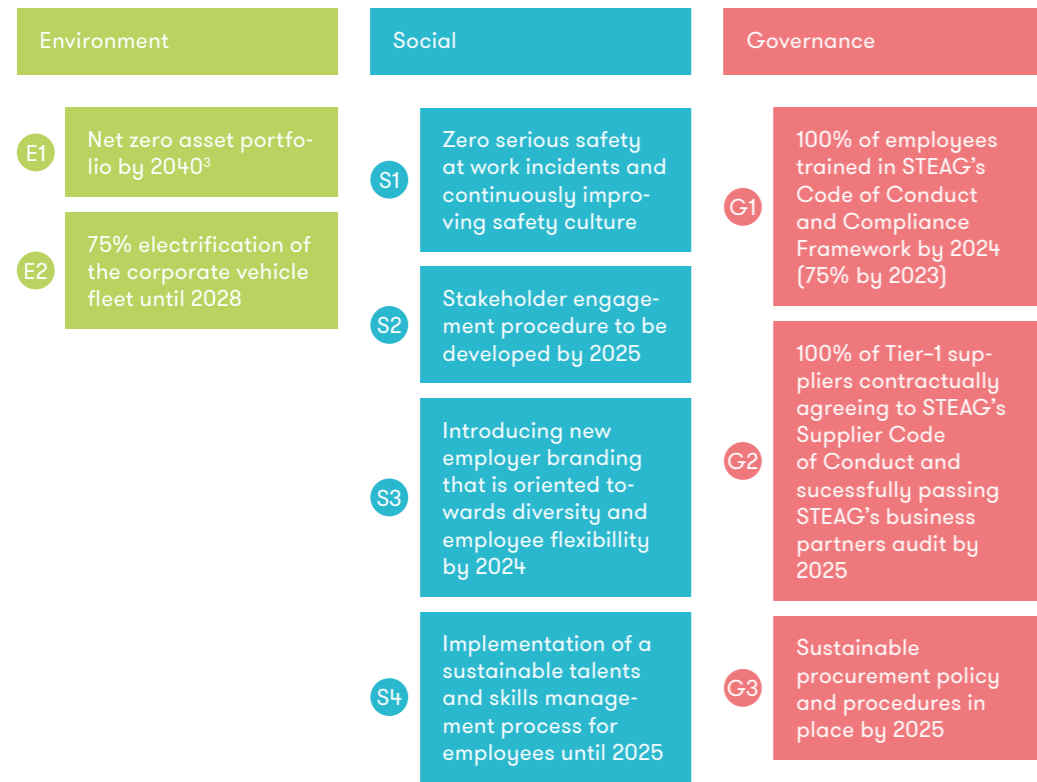 Environment
E1
Net zero asset portfo-
lio by 2040³
E2
75% electrification of
the corporate vehicle
fleet until 2028
Social
S1
Zero serious safety
at work incidents and
continuously impro-
ving safety culture
S2
Stakeholder engage-
ment procedure to be
developed by 2025
S3
Introducing new
employer branding
that is oriented to-
wards diversity and
employee flexibillity
by 2024
S4
Implementation of a
sustainable talents
and skills manage-
ment process for
employees until 2025
Governance
G1
100% of employees
trained in STEAG’s
Code of Conduct
and Compliance
Framework by 2024
(75% by 2023)
G2
100% of Tier–1 sup-
pliers contractually
agreeing to STEAG’s
Supplier Code
of Conduct and
sucessfully passing
STEAG’s business
partners audit by
2025
G3
Sustainable
procurement policy
and procedures in
place by 2025